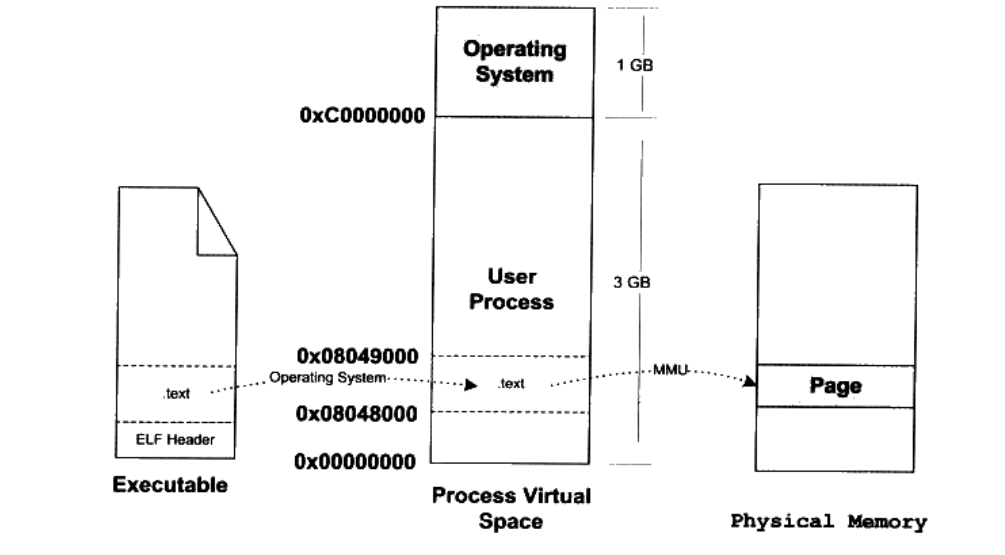 Operating
System
1 GB
0xC0000000
User
Process
3 GB
0x08049000
.text
Operating System
.text
MMU
Page
0x08048000
ELF Header
0x00000000
Executable
Process Virtual
Space
Physical Memory